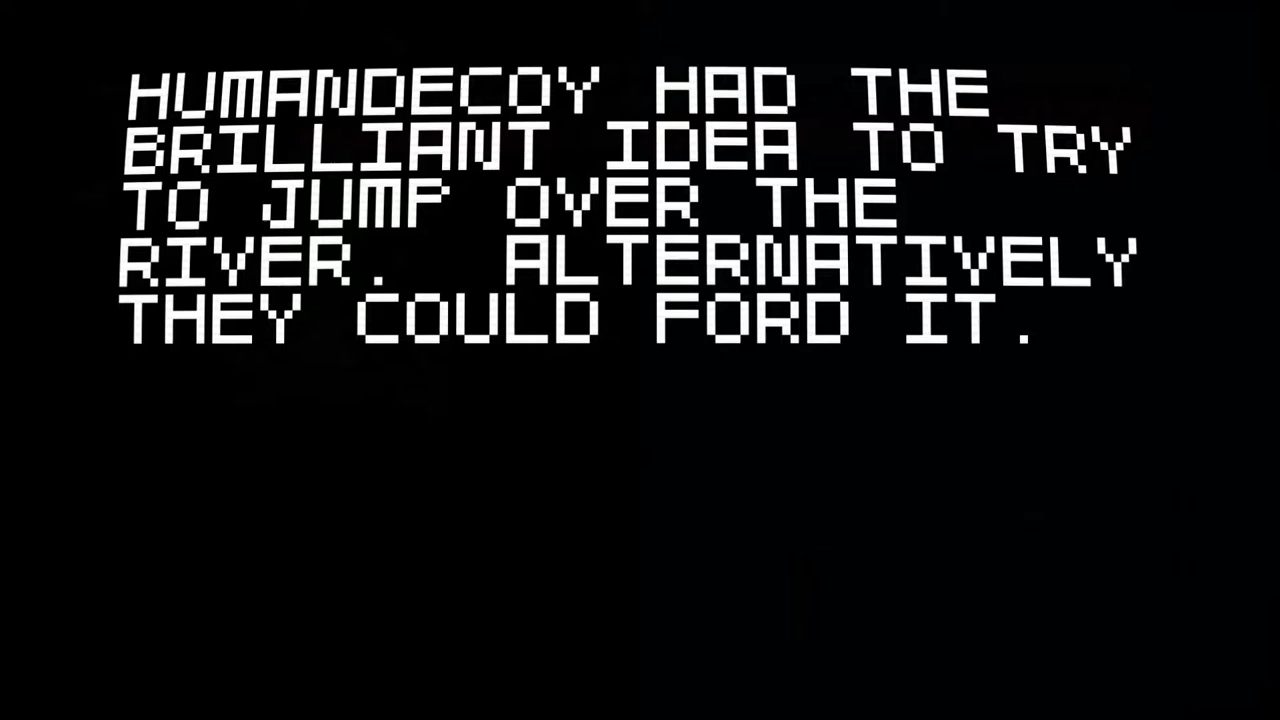 HUMANDECOY HAD THE
BRILLIANT IDEA TO TRY
TO JUMP OVER THE
RIVER. ALTERNATIVELY
THEY COULD FORD IT.